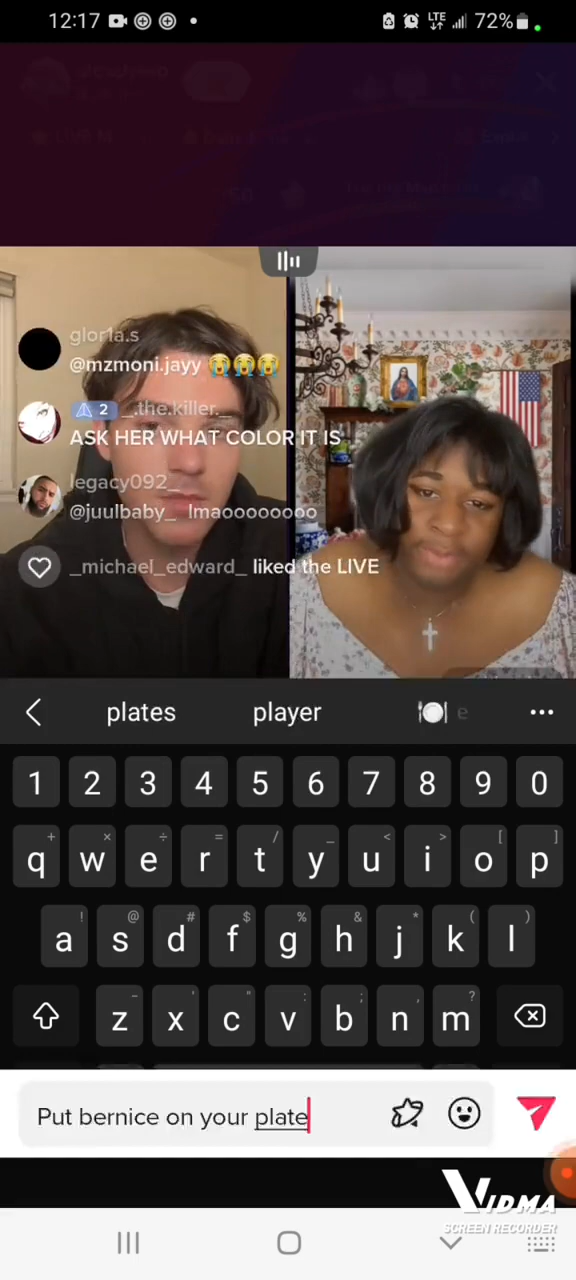 12:17
LTE
72%
glor1a.s
@mzmoni.jayy 😭😭😭
2 _.the.killer._
ASK HER WHAT COLOR IT IS
legacy092_
@juulbaby_ lmaoooooooo
_michael_edward_ liked the LIVE
plates player 🍽️ e
1 2 3 4 5 6 7 8 9 0
+ × ÷ = / _ < > [ ]
q w e r t y u i o p
! @ # $ % & * ( )
a s d f g h j k l
- ' " : ; , ?
z x c v b n m
Put bernice on your plate
VIDMA
SCREEN RECORDER